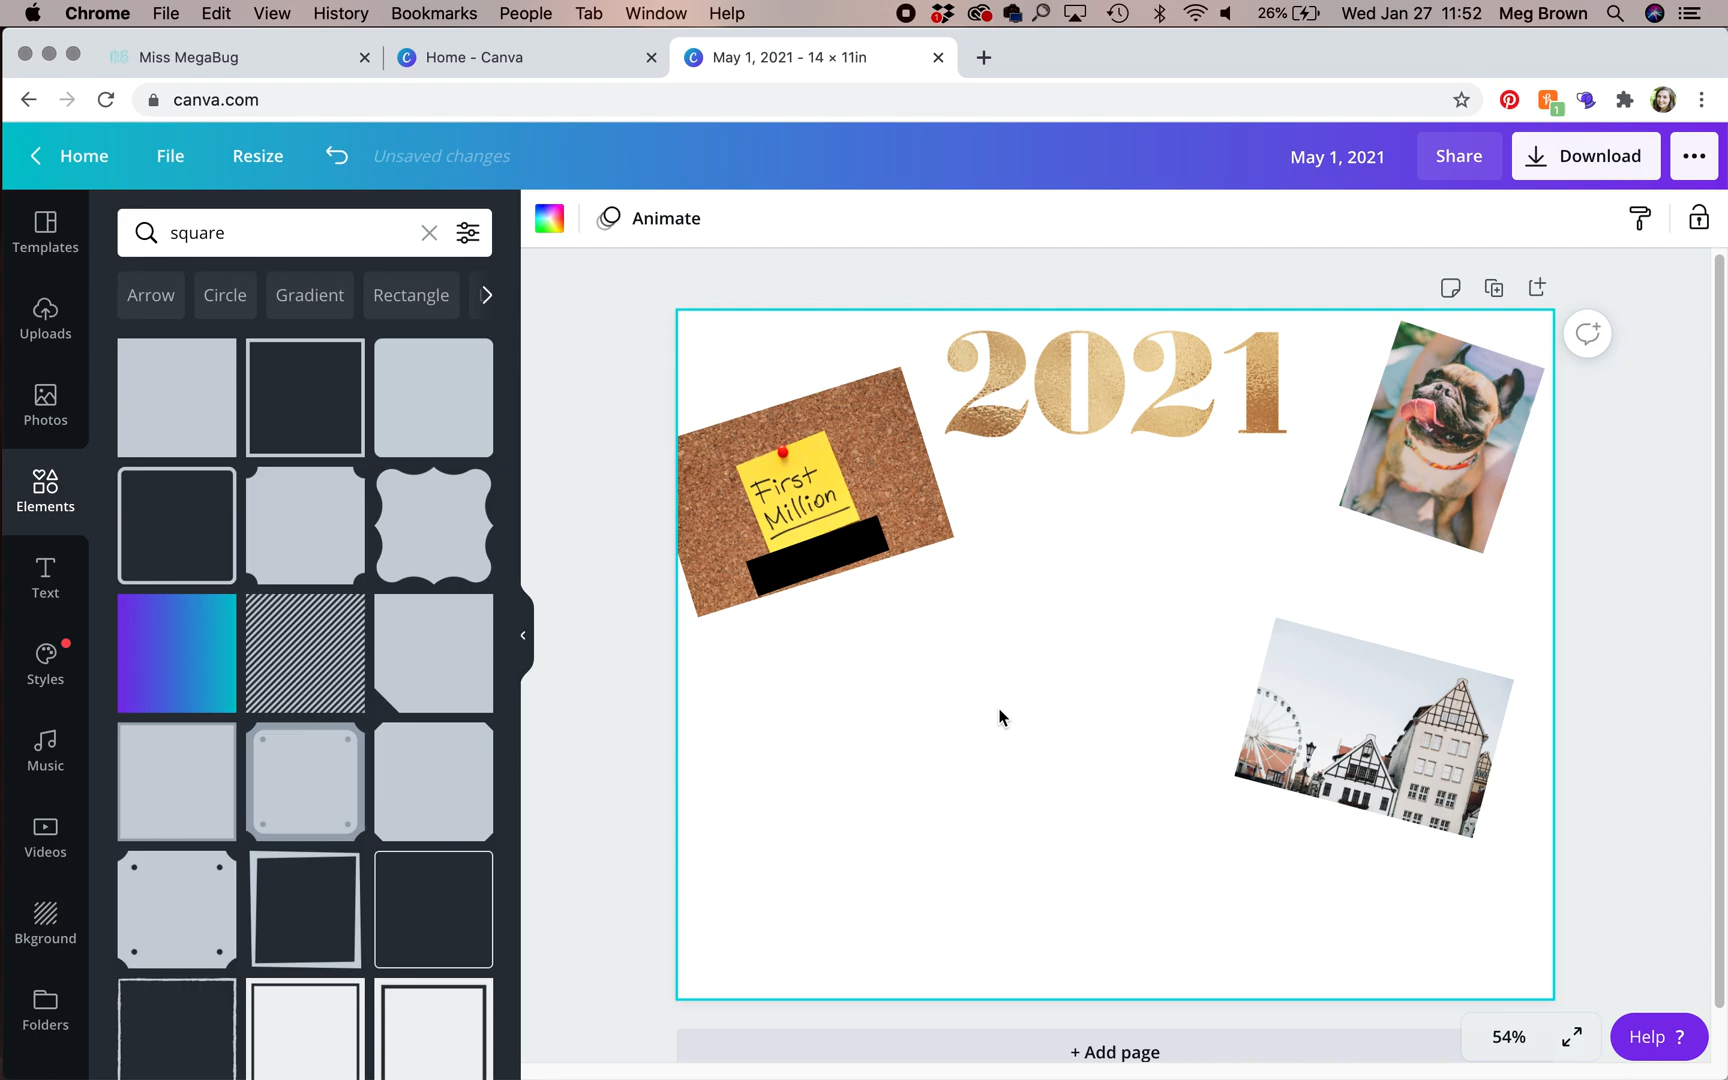 Chrome File Edit View History Bookmarks People Tab Window Help 1 26% Wed Jan 27 11:52 Meg Brown
Miss MegaBug Home - Canva May 1, 2021 - 14 × 11in
canva.com 1
Home File Resize Unsaved changes May 1, 2021 Share Download
Templates
Uploads
Photos
Elements
Text
Styles
Music
Videos
Bkground
Folders
square
Arrow Circle Gradient Rectangle
Animate
2021
First
Million
+ Add page
54%
Help ?